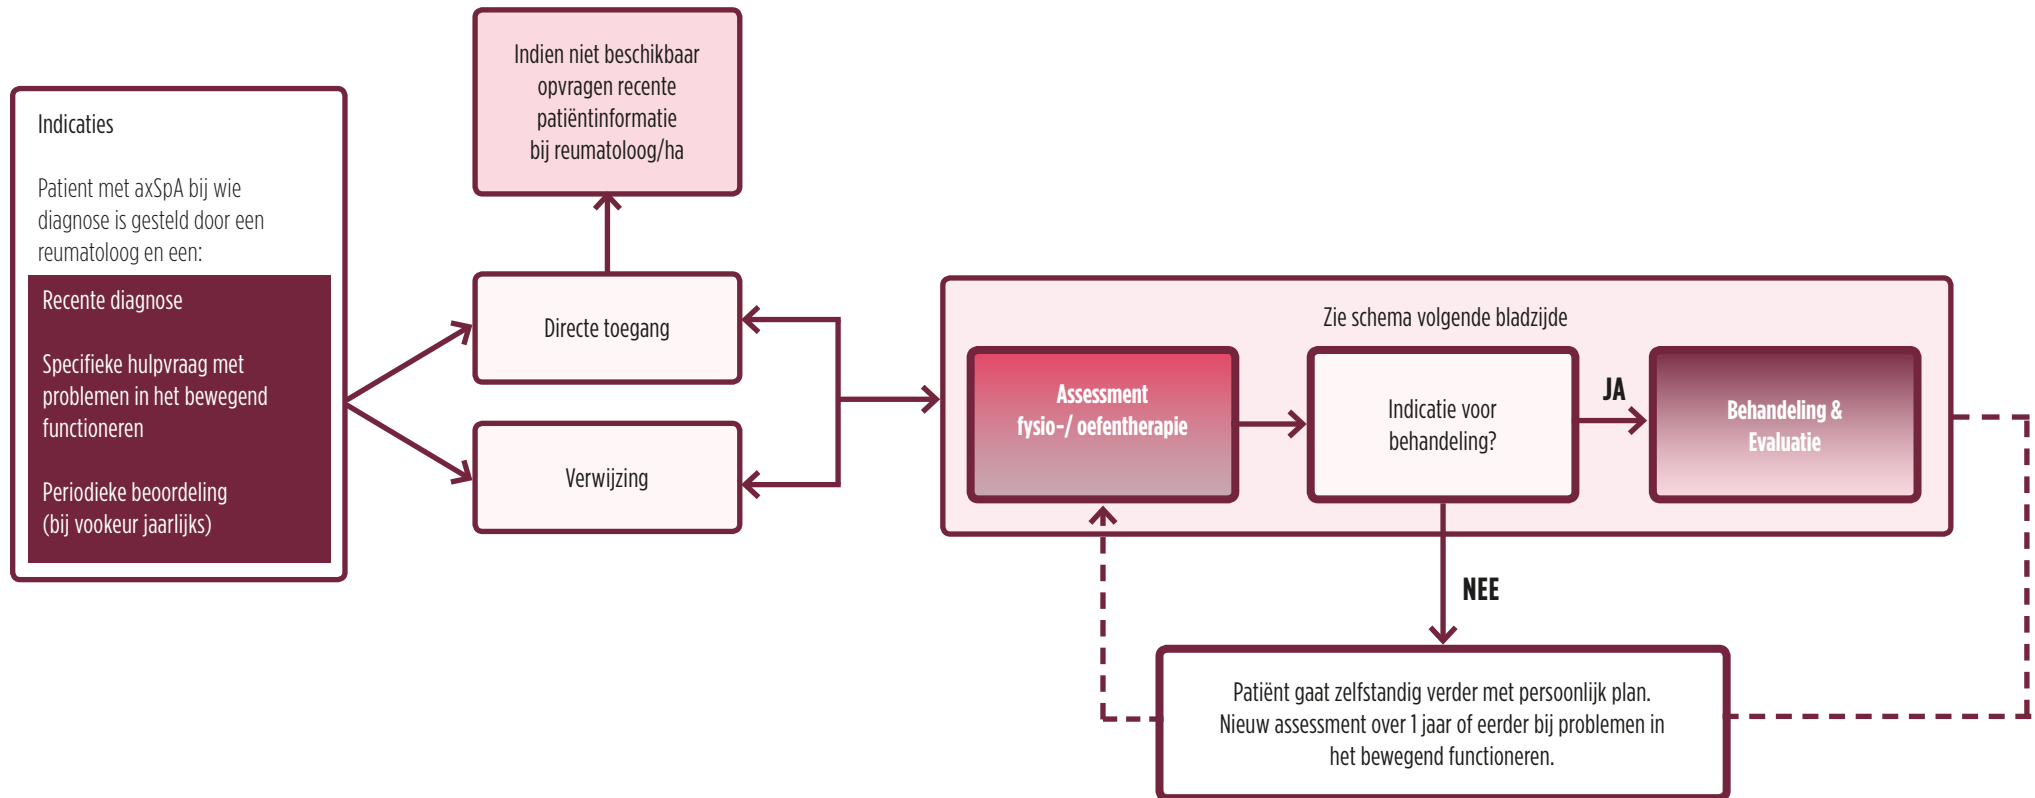 Indicaties
Patient met axSpA bij wie
diagnose is gesteld door een
reumatoloog en een:
Recente diagnose
Specifieke hulpvraag met
problemen in het bewegend
functioneren
Periodieke beoordeling
(bij vookeur jaarlijks)
Indien niet beschikbaar
opvragen recente
patiëntinformatie
bij reumatoloog/ha
Directe toegang
Verwijzing
Zie schema volgende bladzijde
Assessment
fysio-/ oefentherapie
Indicatie voor
behandeling?
JA
Behandeling &
Evaluatie
NEE
Patiënt gaat zelfstandig verder met persoonlijk plan.
Nieuw assessment over 1 jaar of eerder bij problemen in
het bewegend functioneren.